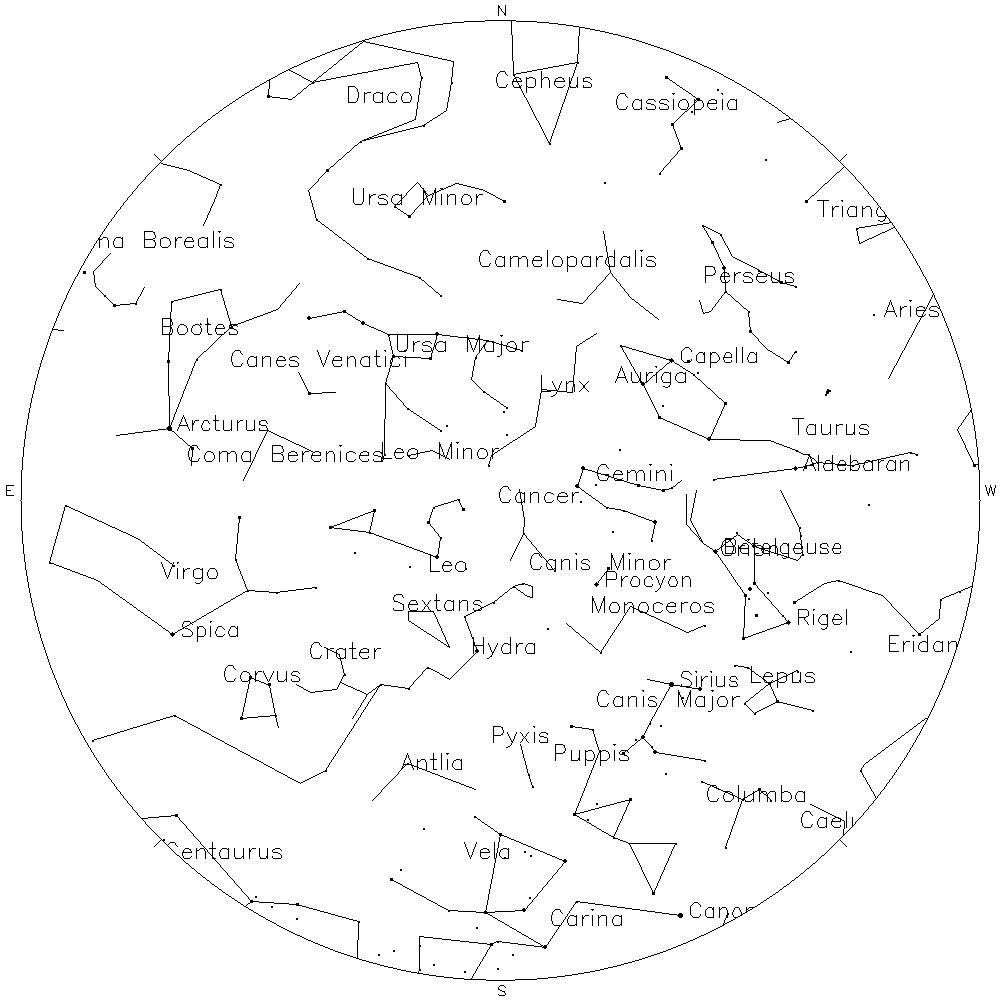 N
Cepheus
Draco
Cassiopeia
Ursa Minor
Triang
na Borealis
Camelopardalis
Perseus
Aries
Bootes
Ursa Major
Canes Venatici
Capella
Lynx
Auriga
Arcturus
Taurus
Coma Berenices
Leo Minor
Aldebaran
Gemini
E
Cancer
W
Betelgeuse
Orion
Virgo
Leo
Canis Minor
Procyon
Sextans
Monoceros
Spica
Rigel
Hydra
Eridan
Crater
Corvus
Sirius
Lepus
Canis Major
Pyxis
Puppis
Antlia
Columba
Caelu
Centaurus
Vela
Carina
Canop
S